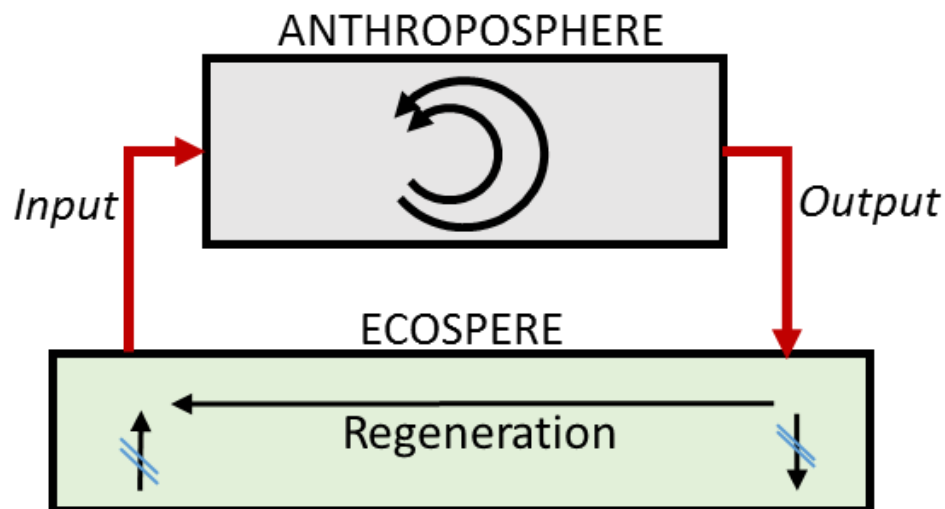 ANTHROPOSPHERE
Input
Output
ECOSPERE
Regeneration